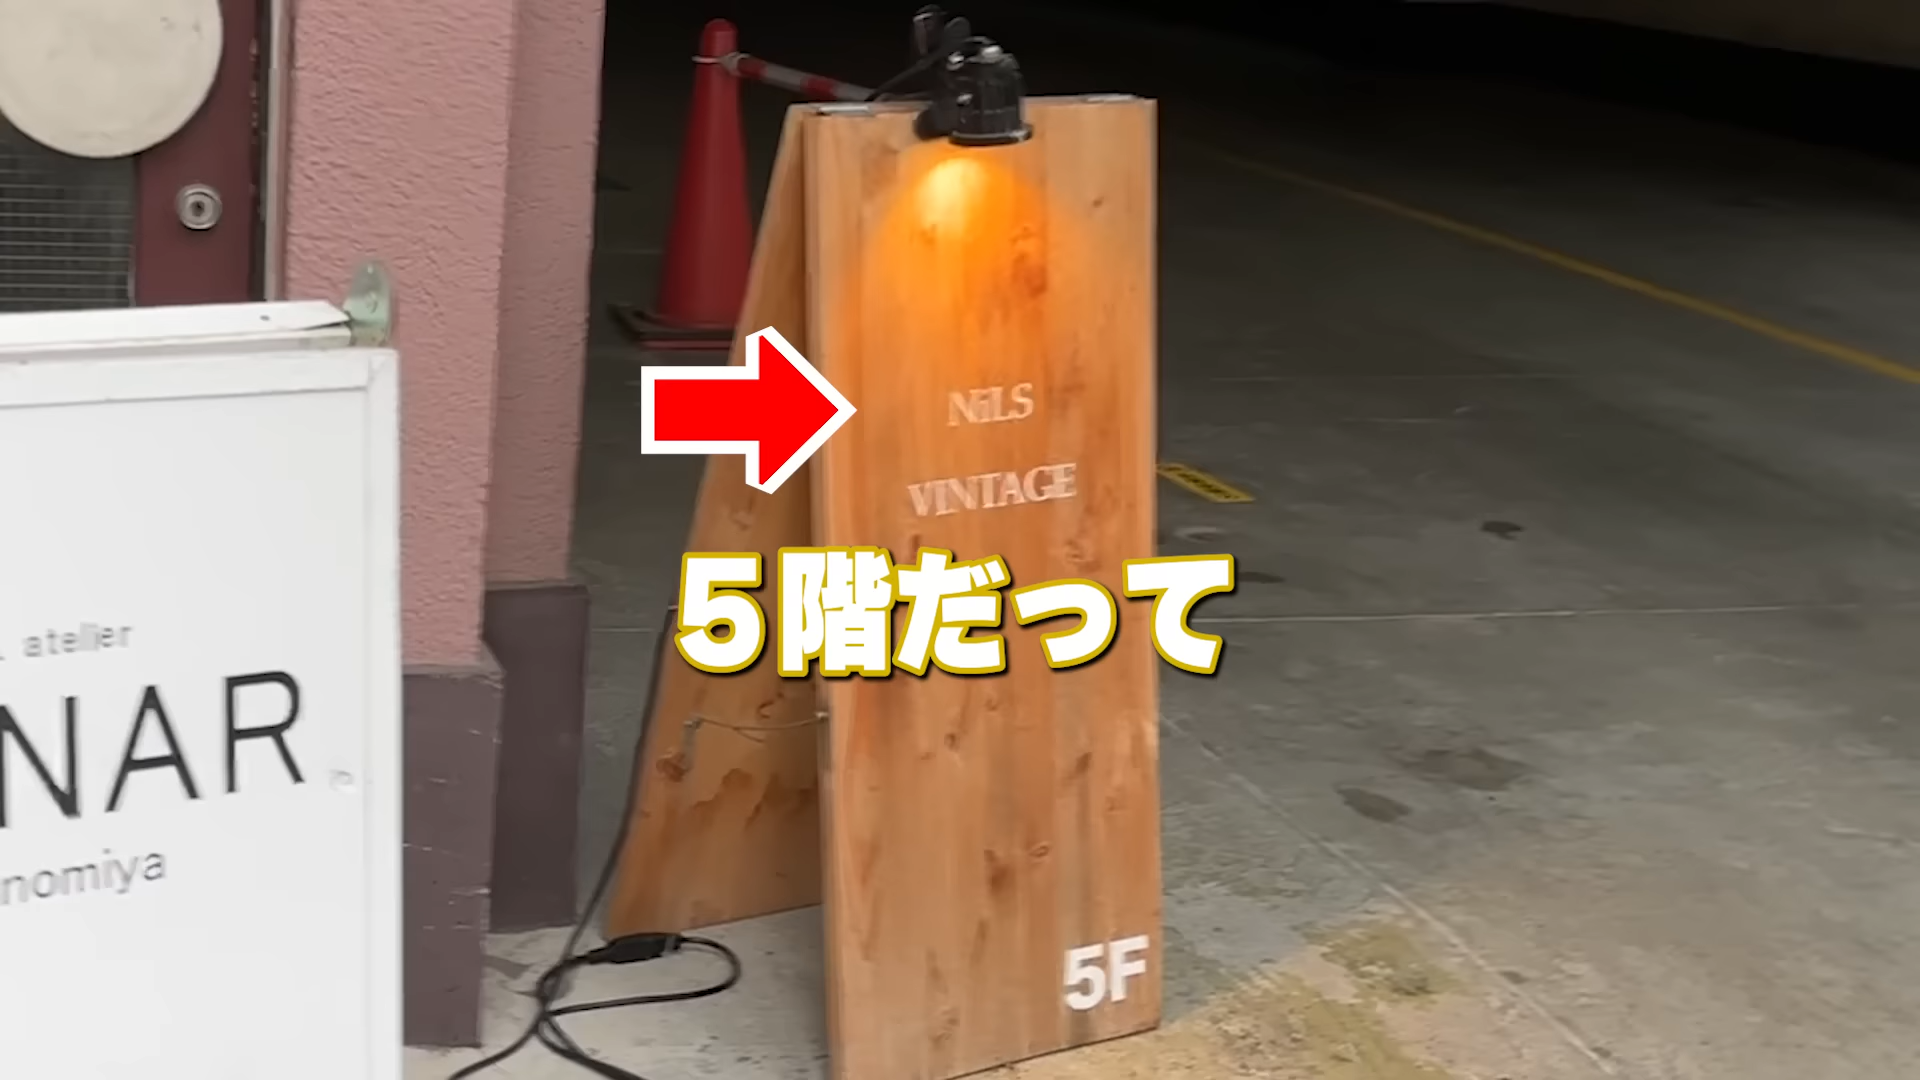 NiLS
VINTAGE
５階だって
5F
atelier
NAR
nomiya